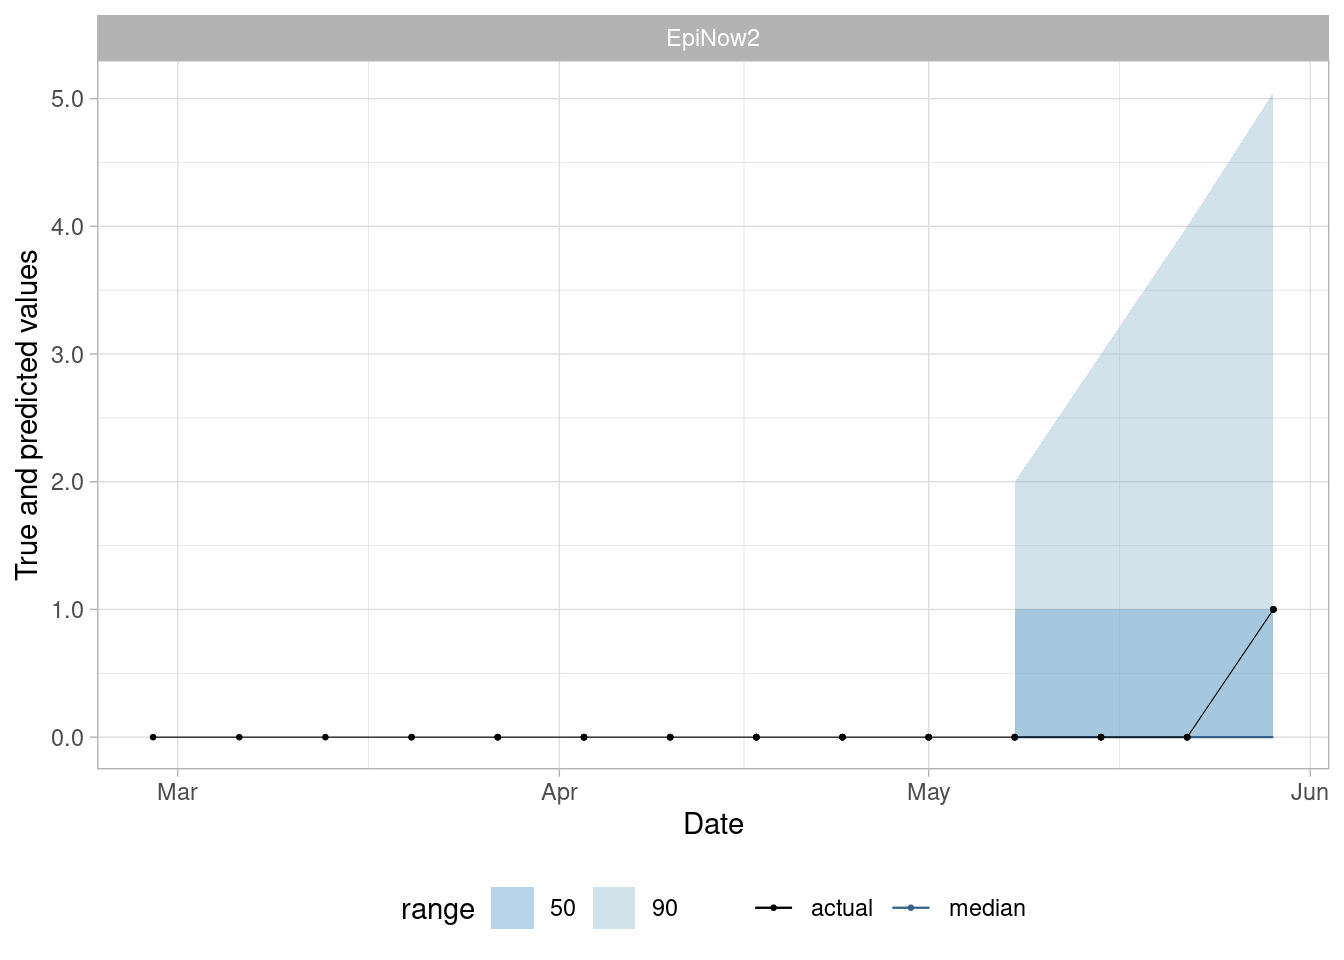 EpiNow2
5.0
4.0
3.0
2.0
1.0
0.0
True and predicted values
Mar Apr May Jun
Date
range 50 90 actual median